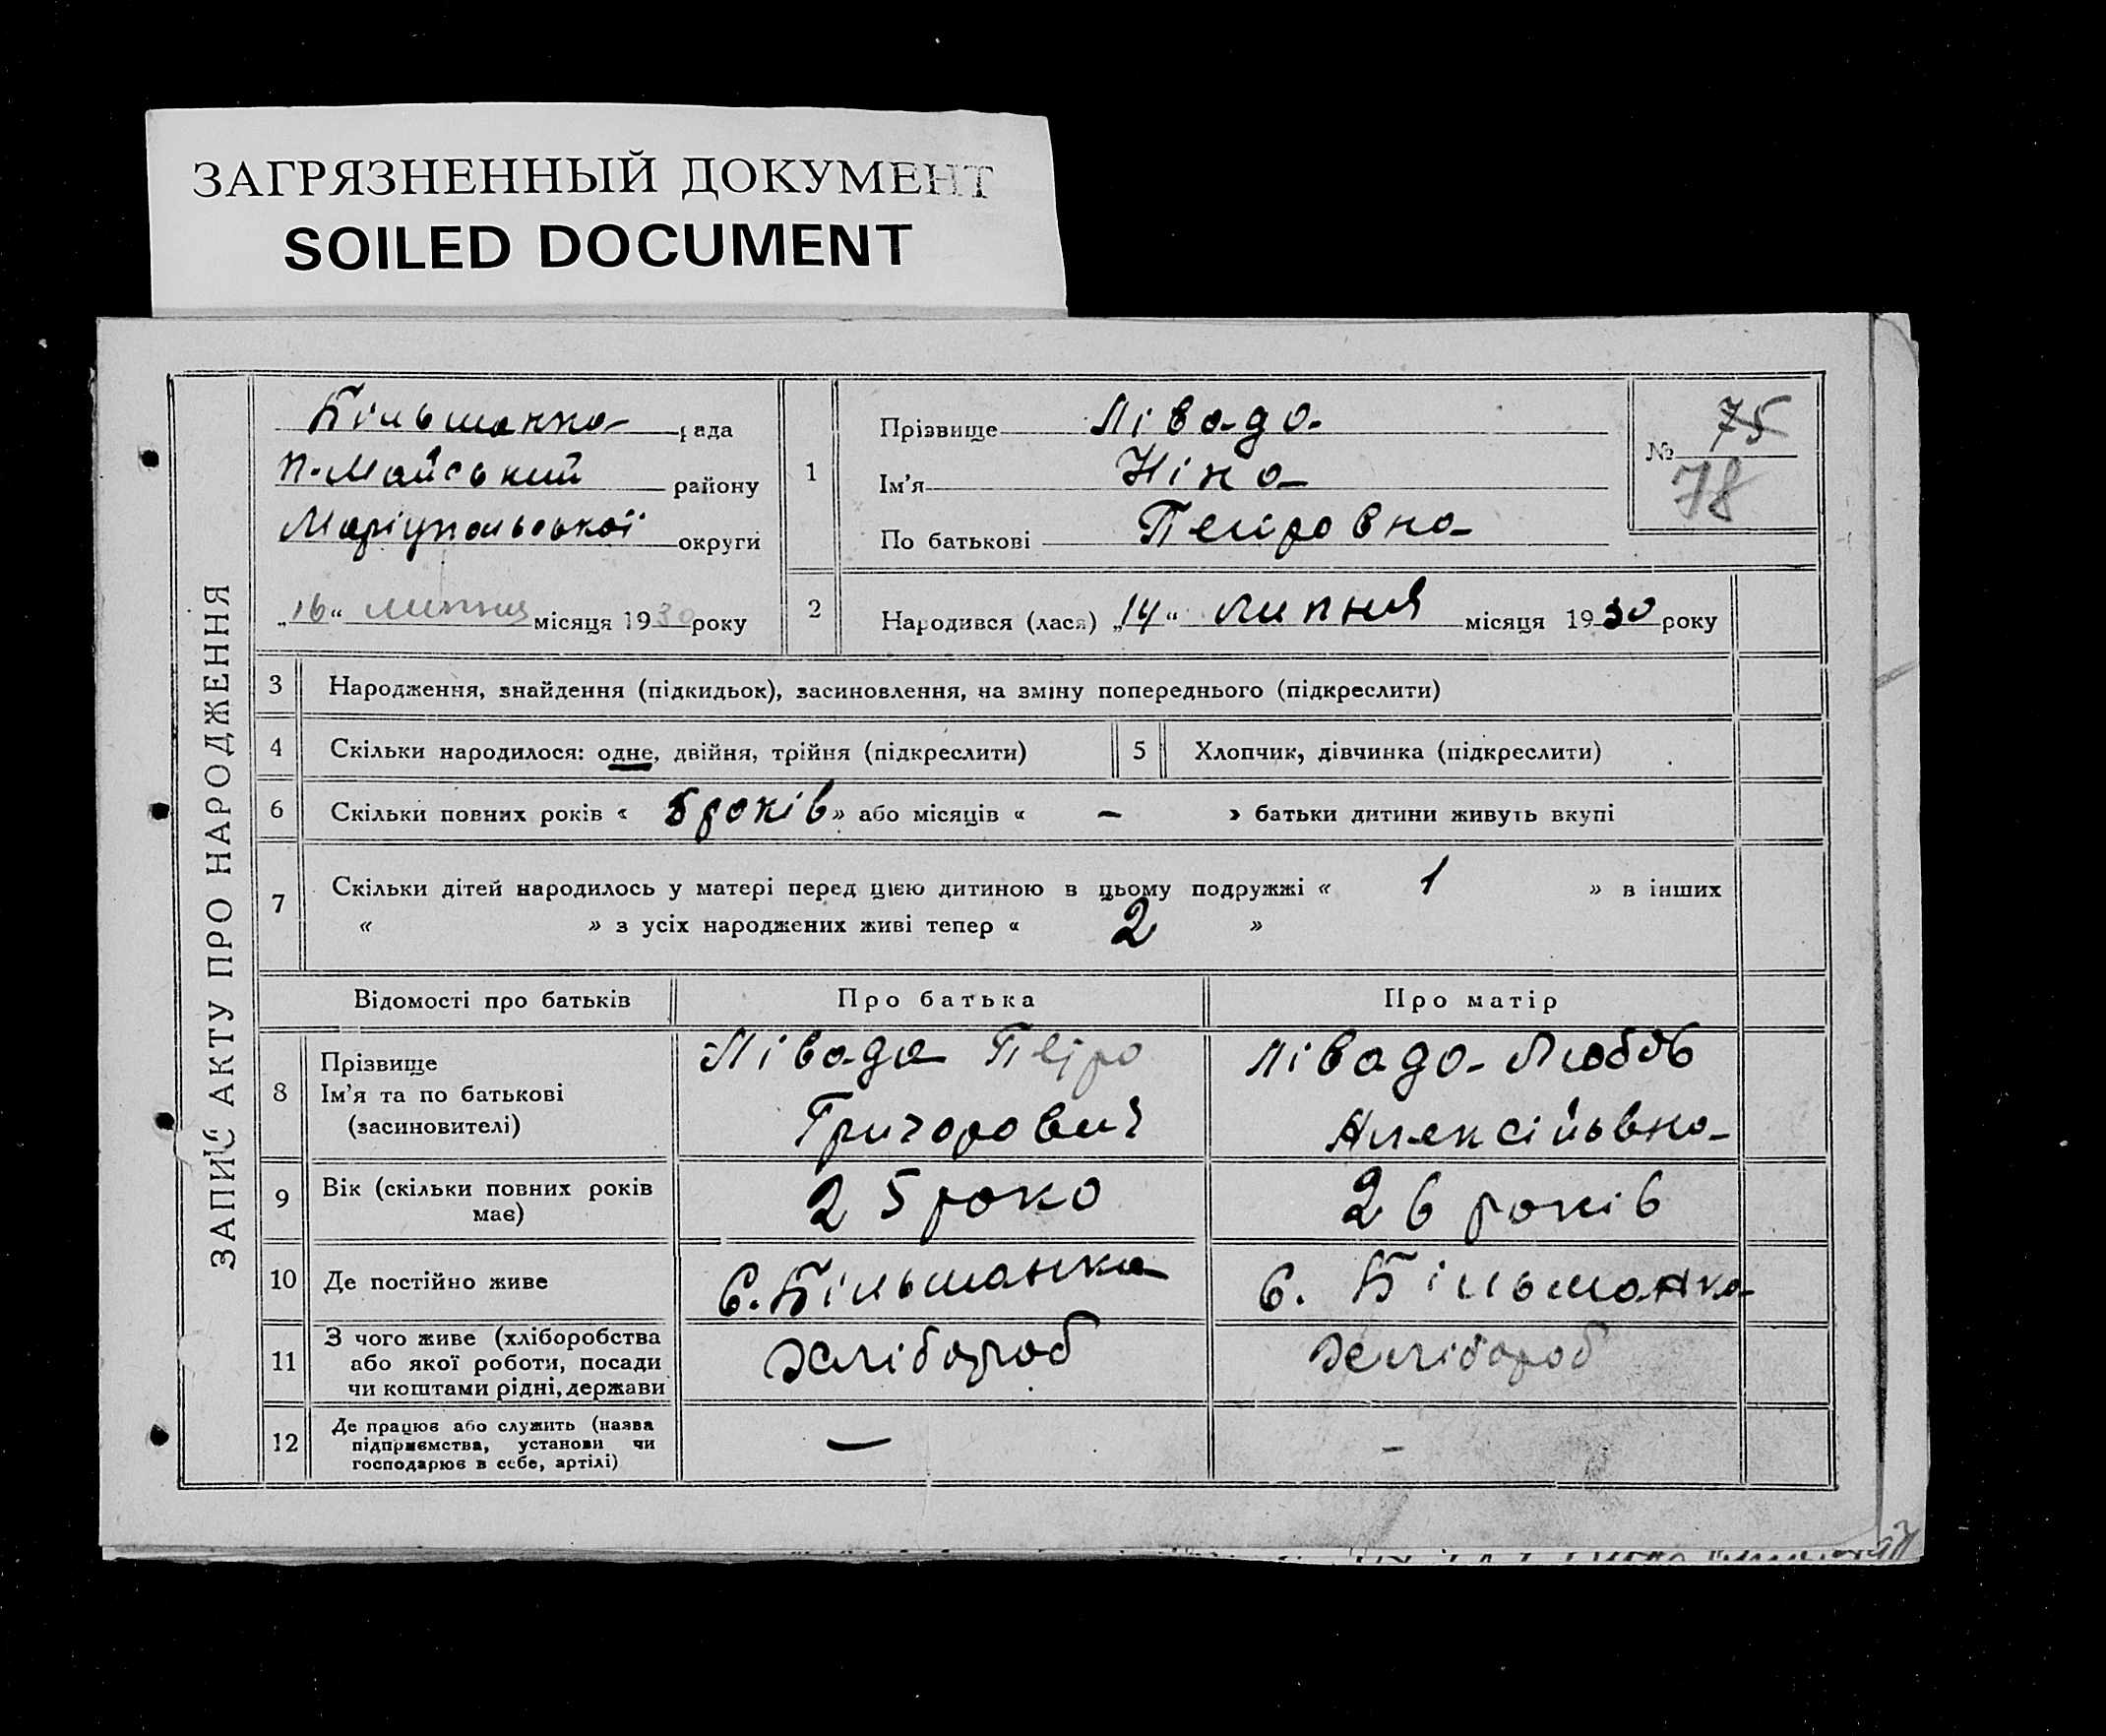 ЗАГРЯЗНЕННЫЙ ДОКУМЕНТ
SOILED DOCUMENT
ЗАПИС АКТУ ПРО НАРОДЖЕННЯ
Більшанка рада
П-Майський району
Маріупольської округи
„16“ липня місяця 1930 року
1
Прізвище Лівада
Ім'я Ніна
По батькові Петровна
№ 75
78
2 Народився (лася) „14“ липня місяця 1930 року
3 Народження, знайдення (підкидьок), засиновлення, на зміну попереднього (підкреслити)
4 Скільки народилося: одне, двійня, трійня (підкреслити) 5 Хлопчик, дівчинка (підкреслити)
6 Скільки повних років « 5 років » або місяців « – » батьки дитини живуть вкупі
7 Скільки дітей народилось у матері перед цією дитиною в цьому подружжі « 1 » в інших
« » з усіх народжених живі тепер « 2 »
Відомості про батьків Про батька Про матір
8 Прізвище
Ім'я та по батькові
(засиновителі)
Лівада Петро
Григорович
Лівада Любов
Алексійовна
9 Вік (скільки повних років
має)
25 роко
26 років
10 Де постійно живе с. Більшанка с. Більшанка
11 З чого живе (хліборобства
або якої роботи, посади
чи коштами рідні, держави
хлібороб
хлібороб
12 Де працює або служить (назва
підприємства, установи чи
господарює в себе, артілі)
—
-